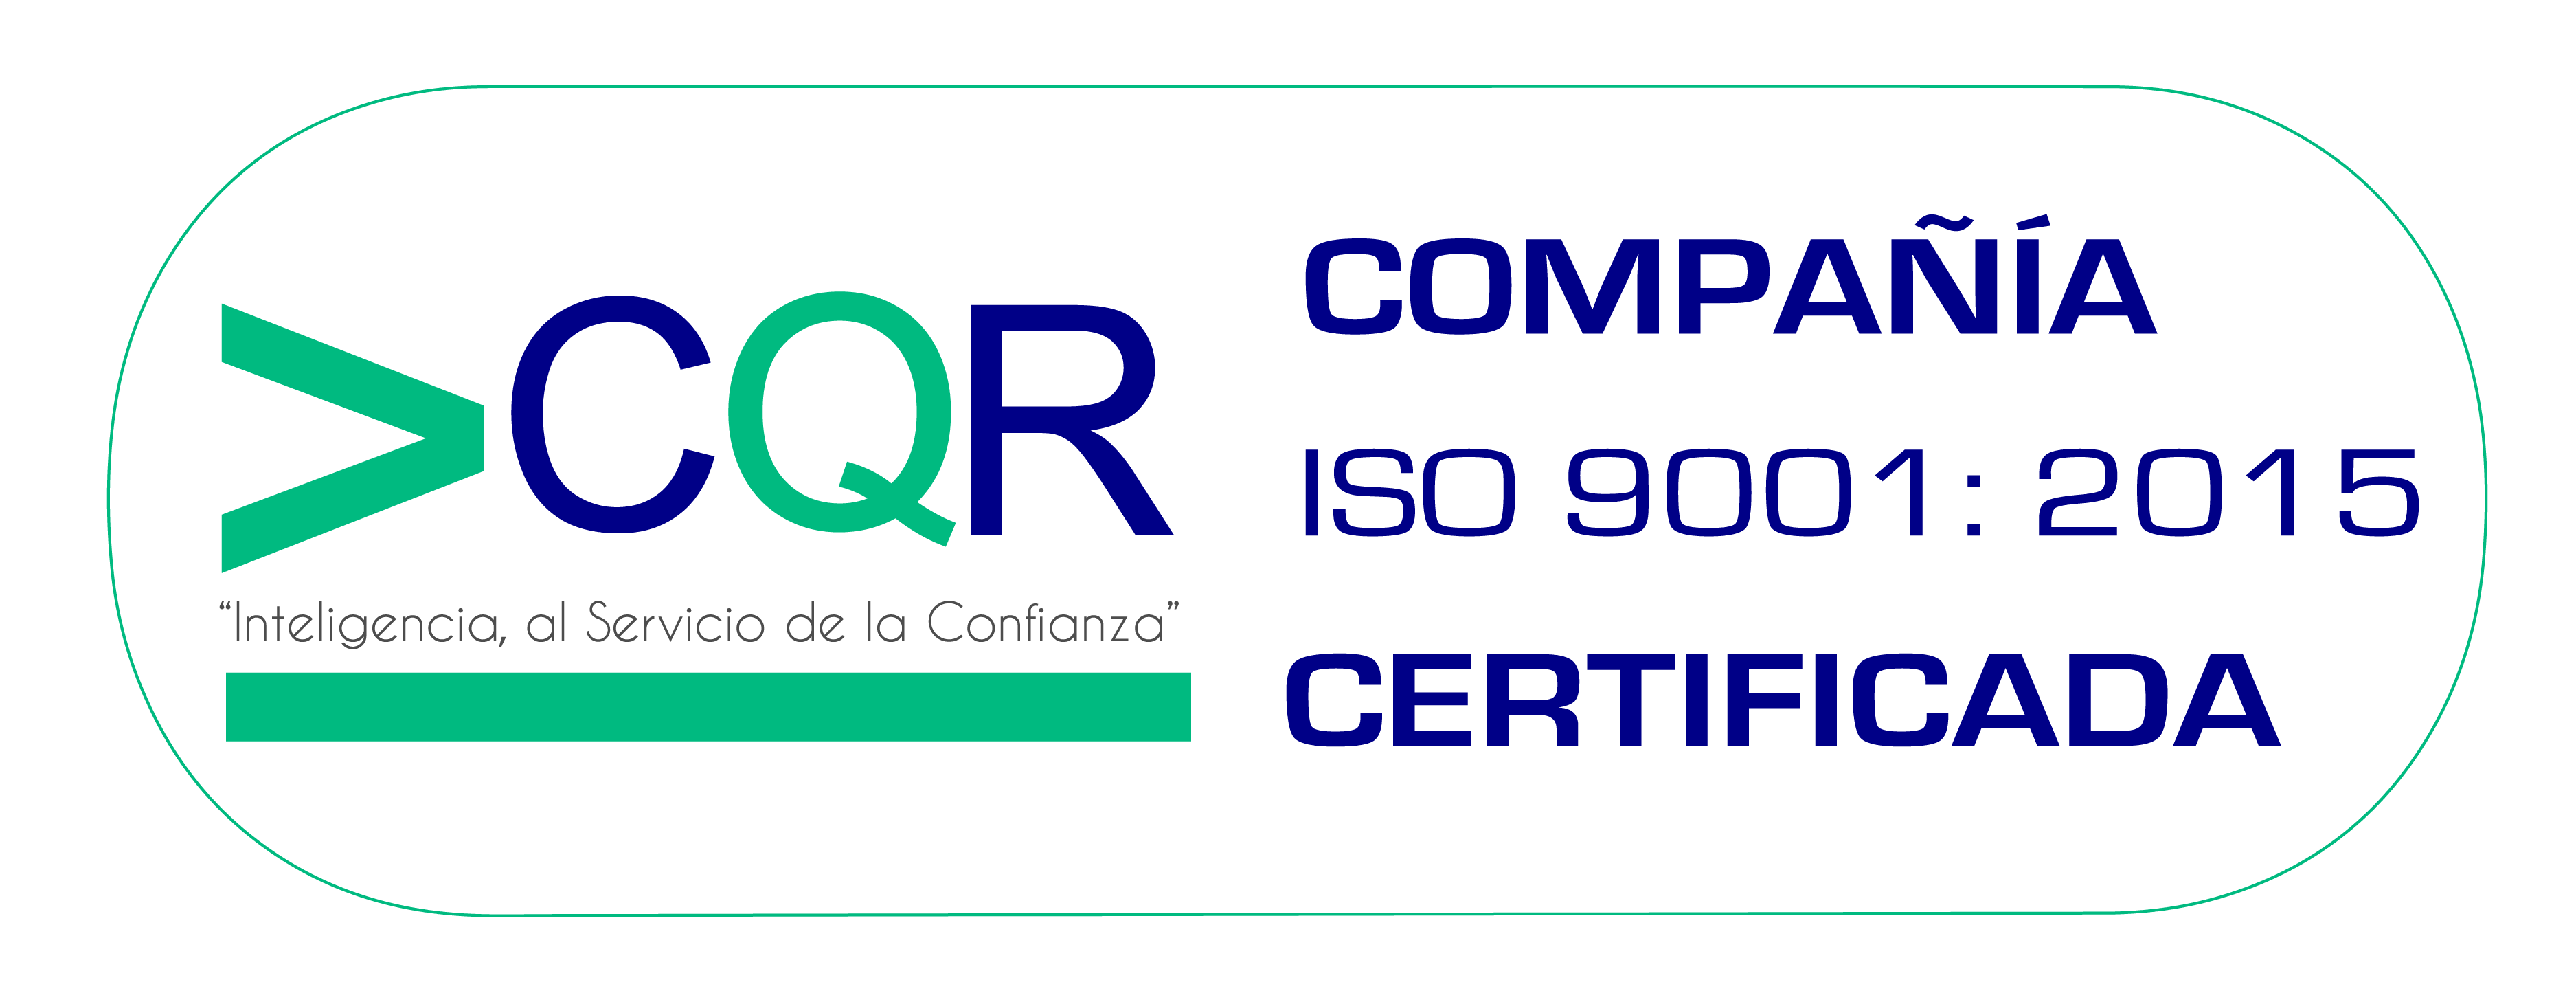 CQR
“Inteligencia, al Servicio de la Confianza”
COMPAÑÍA
ISO 9001: 2015
CERTIFICADA